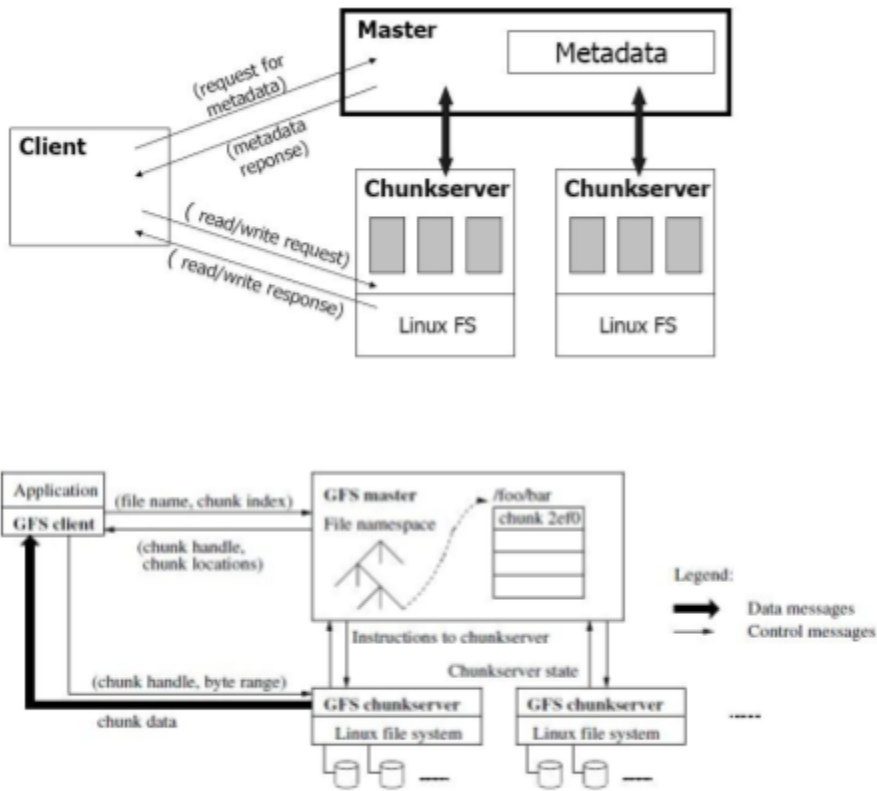 Master
Metadata
(request for
metadata)
(metadata
reponse)
Client
Chunkserver
Chunkserver
( read/write request)
( read/write response)
Linux FS
Linux FS
Application
GFS client
(file name, chunk index)
(chunk handle,
chunk locations)
GFS master
File namespace
/foo/bar
chunk 2ef0
Legend:
Data messages
Control messages
Instructions to chunkserver
Chunkserver state
(chunk handle, byte range)
chunk data
GFS chunkserver
Linux file system
GFS chunkserver
Linux file system